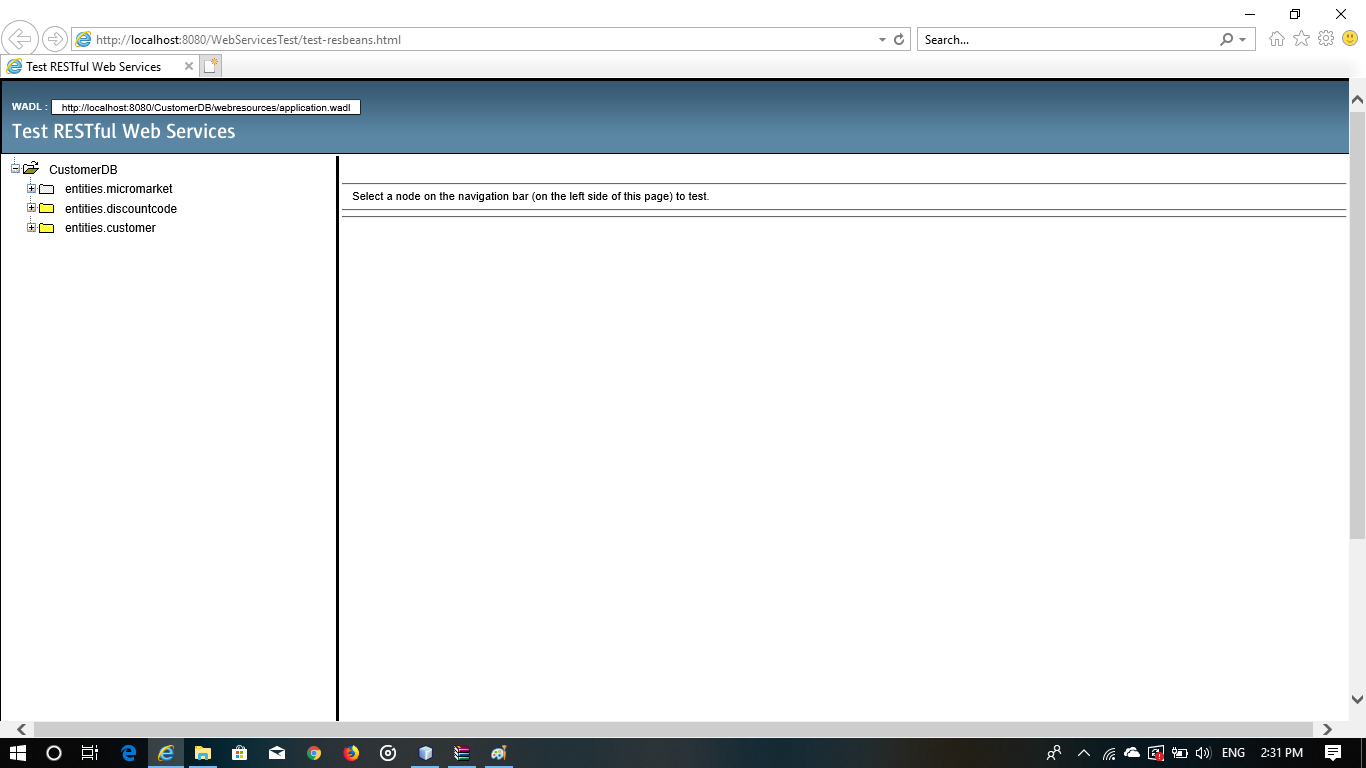 http://localhost:8080/WebServicesTest/test-resbeans.html
Search...
Test RESTful Web Services
WADL : http://localhost:8080/CustomerDB/webresources/application.wadl
Test RESTful Web Services
CustomerDB
entities.micromarket
entities.discountcode
entities.customer
Select a node on the navigation bar (on the left side of this page) to test.
ENG 2:31 PM